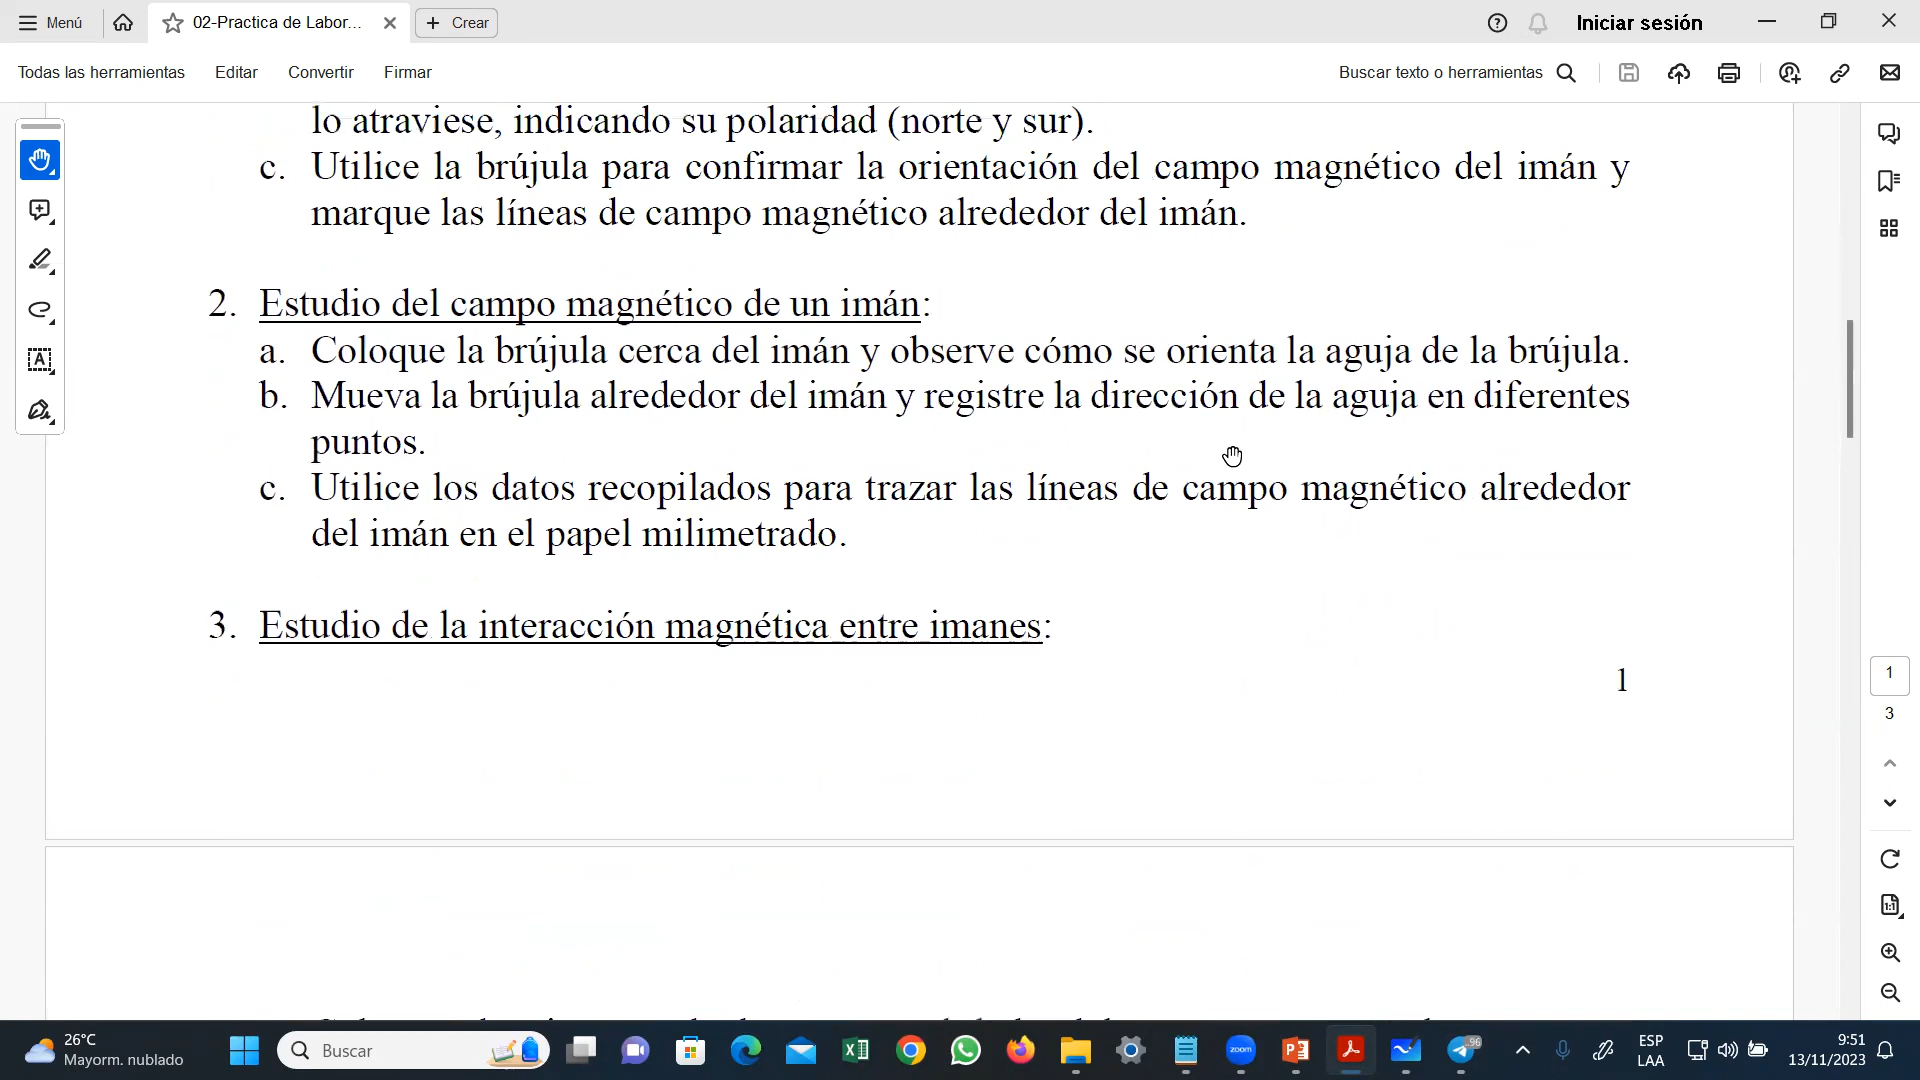 Menú
02-Practica de Labor...
Crear
Iniciar sesión
Todas las herramientas
Editar
Convertir
Firmar
Buscar texto o herramientas
lo atraviese, indicando su polaridad (norte y sur).
c. Utilice la brújula para confirmar la orientación del campo magnético del imán y
marque las líneas de campo magnético alrededor del imán.
2. Estudio del campo magnético de un imán:
a. Coloque la brújula cerca del imán y observe cómo se orienta la aguja de la brújula.
b. Mueva la brújula alrededor del imán y registre la dirección de la aguja en diferentes
puntos.
c. Utilice los datos recopilados para trazar las líneas de campo magnético alrededor
del imán en el papel milimetrado.
3. Estudio de la interacción magnética entre imanes:
1
1
3
26°C
Mayorm. nublado
Buscar
zoom
96
ESP
LAA
9:51
13/11/2023